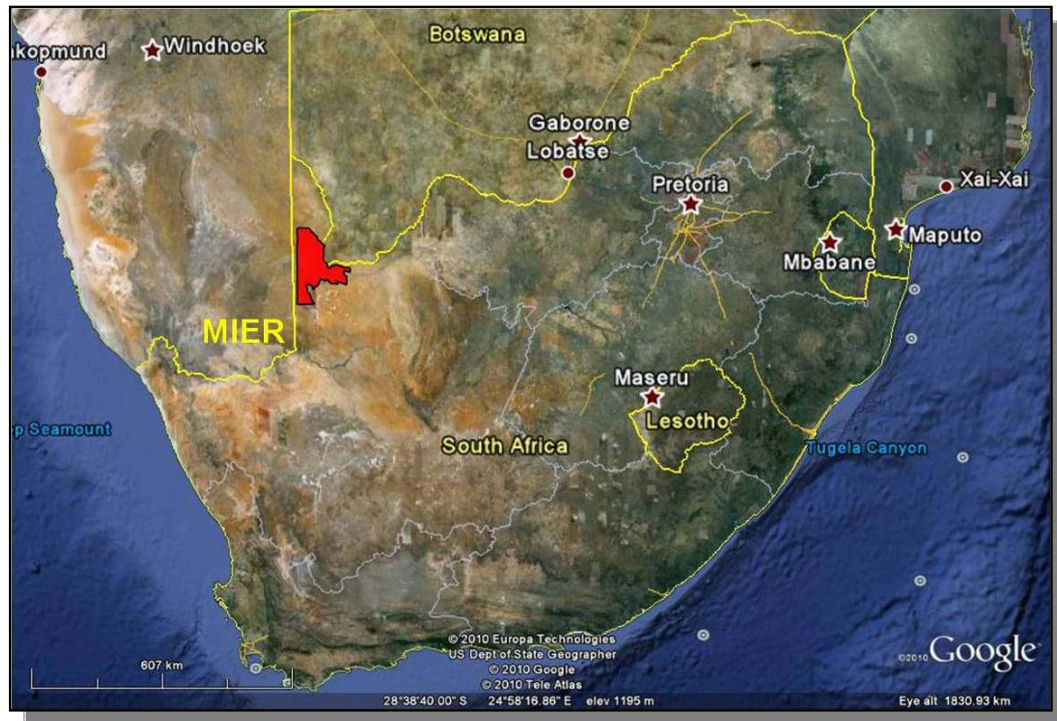 Botswana
Windhoek
kopmund
Gaborone
Lobatse
Pretoria
Xai-Xai
Maputo
Mbabane
MIER
Maseru
Lesotho
p Seamount
South Africa
Tugela Canyon
© 2010 Europa Technologies
US Dept of State Geographer
© 2010 Google
© 2010 Tele Atlas
©2010 Google
607 km
28°38'40.00" S 24°58'16.86" E elev 1195 m
Eye alt 1830.93 km